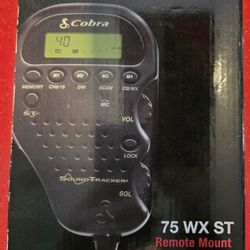 Cobra
40
MEMORY
M1
M2
M3
M4
CH9/19
DW
SCAN
CB/WX
MIC
ST
VOL
LOCK
SOUNDTRACKER
SQL
75 WX ST
Remote Mount